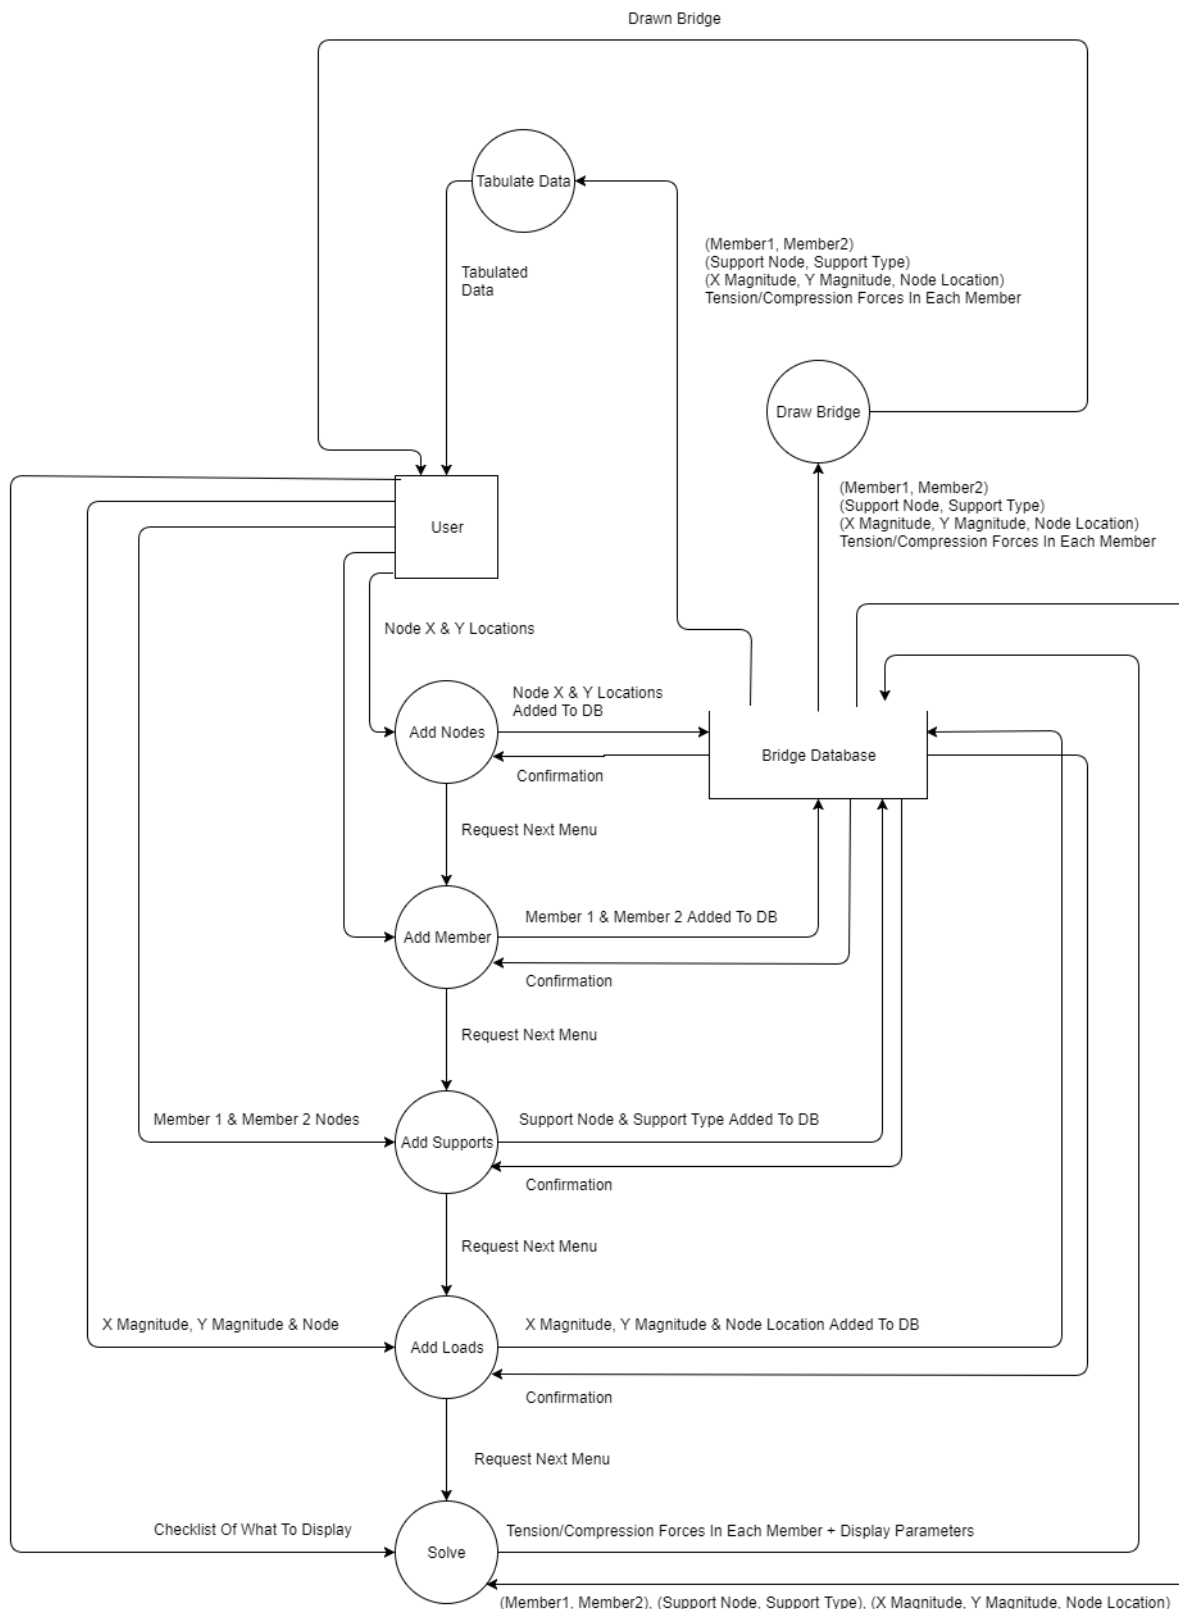 Drawn Bridge
Tabulate Data
(Member1, Member2)
(Support Node, Support Type)
(X Magnitude, Y Magnitude, Node Location)
Tension/Compression Forces In Each Member
Tabulated
Data
Draw Bridge
(Member1, Member2)
(Support Node, Support Type)
(X Magnitude, Y Magnitude, Node Location)
Tension/Compression Forces In Each Member
User
Node X & Y Locations
Node X & Y Locations
Added To DB
Add Nodes
Bridge Database
Confirmation
Request Next Menu
Member 1 & Member 2 Added To DB
Add Member
Confirmation
Request Next Menu
Member 1 & Member 2 Nodes
Support Node & Support Type Added To DB
Add Supports
Confirmation
Request Next Menu
X Magnitude, Y Magnitude & Node
X Magnitude, Y Magnitude & Node Location Added To DB
Add Loads
Confirmation
Request Next Menu
Checklist Of What To Display
Tension/Compression Forces In Each Member + Display Parameters
Solve
(Member1, Member2), (Support Node, Support Type), (X Magnitude, Y Magnitude, Node Location)